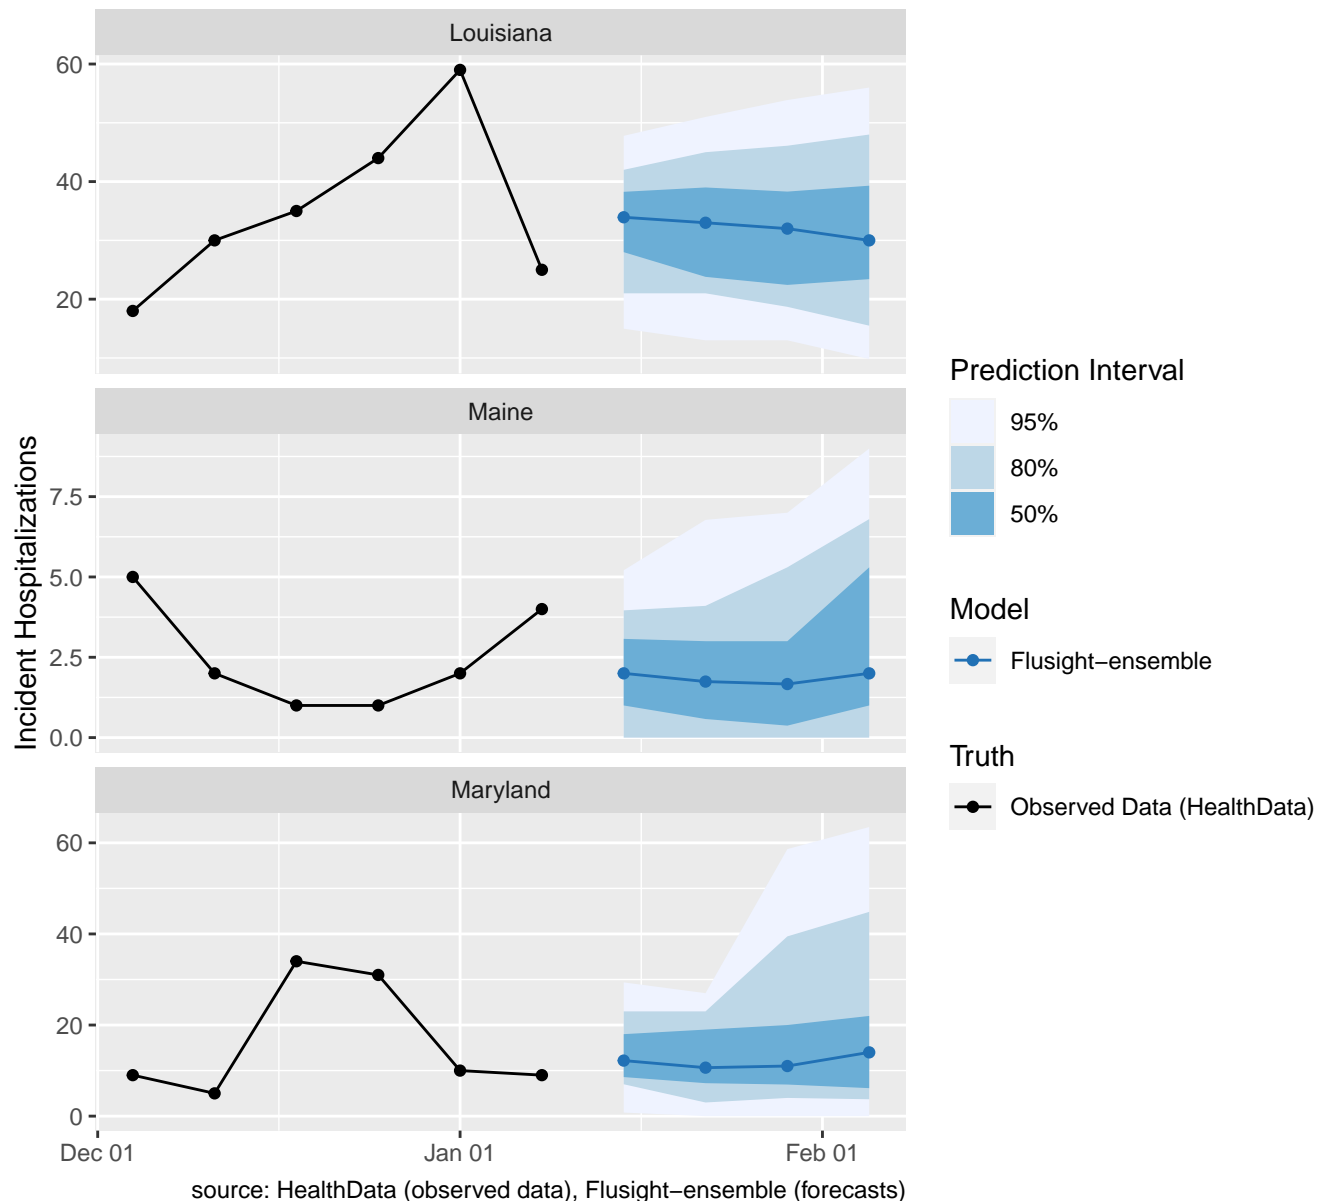 Louisiana
60
40
20
Maine
Incident Hospitalizations
7.5
5.0
2.5
0.0
Maryland
60
40
20
0
Dec 01
Jan 01
Feb 01
source: HealthData (observed data), Flusight−ensemble (forecasts)
Prediction Interval
95%
80%
50%
Model
Flusight−ensemble
Truth
Observed Data (HealthData)